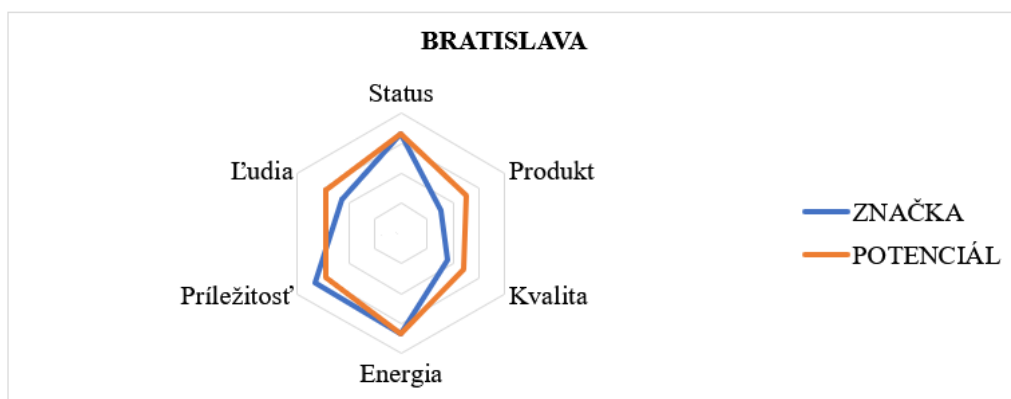 BRATISLAVA
Status
Ľudia
Produkt
ZNAČKA
POTENCIÁL
Príležitosť
Kvalita
Energia